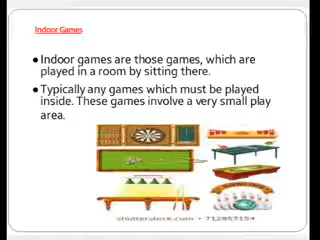 Indoor Games
● Indoor games are those games, which are
played in a room by sitting there.
● Typically any games which must be played
inside. These games involve a very small play
area.
shutterstock.com • 712857154